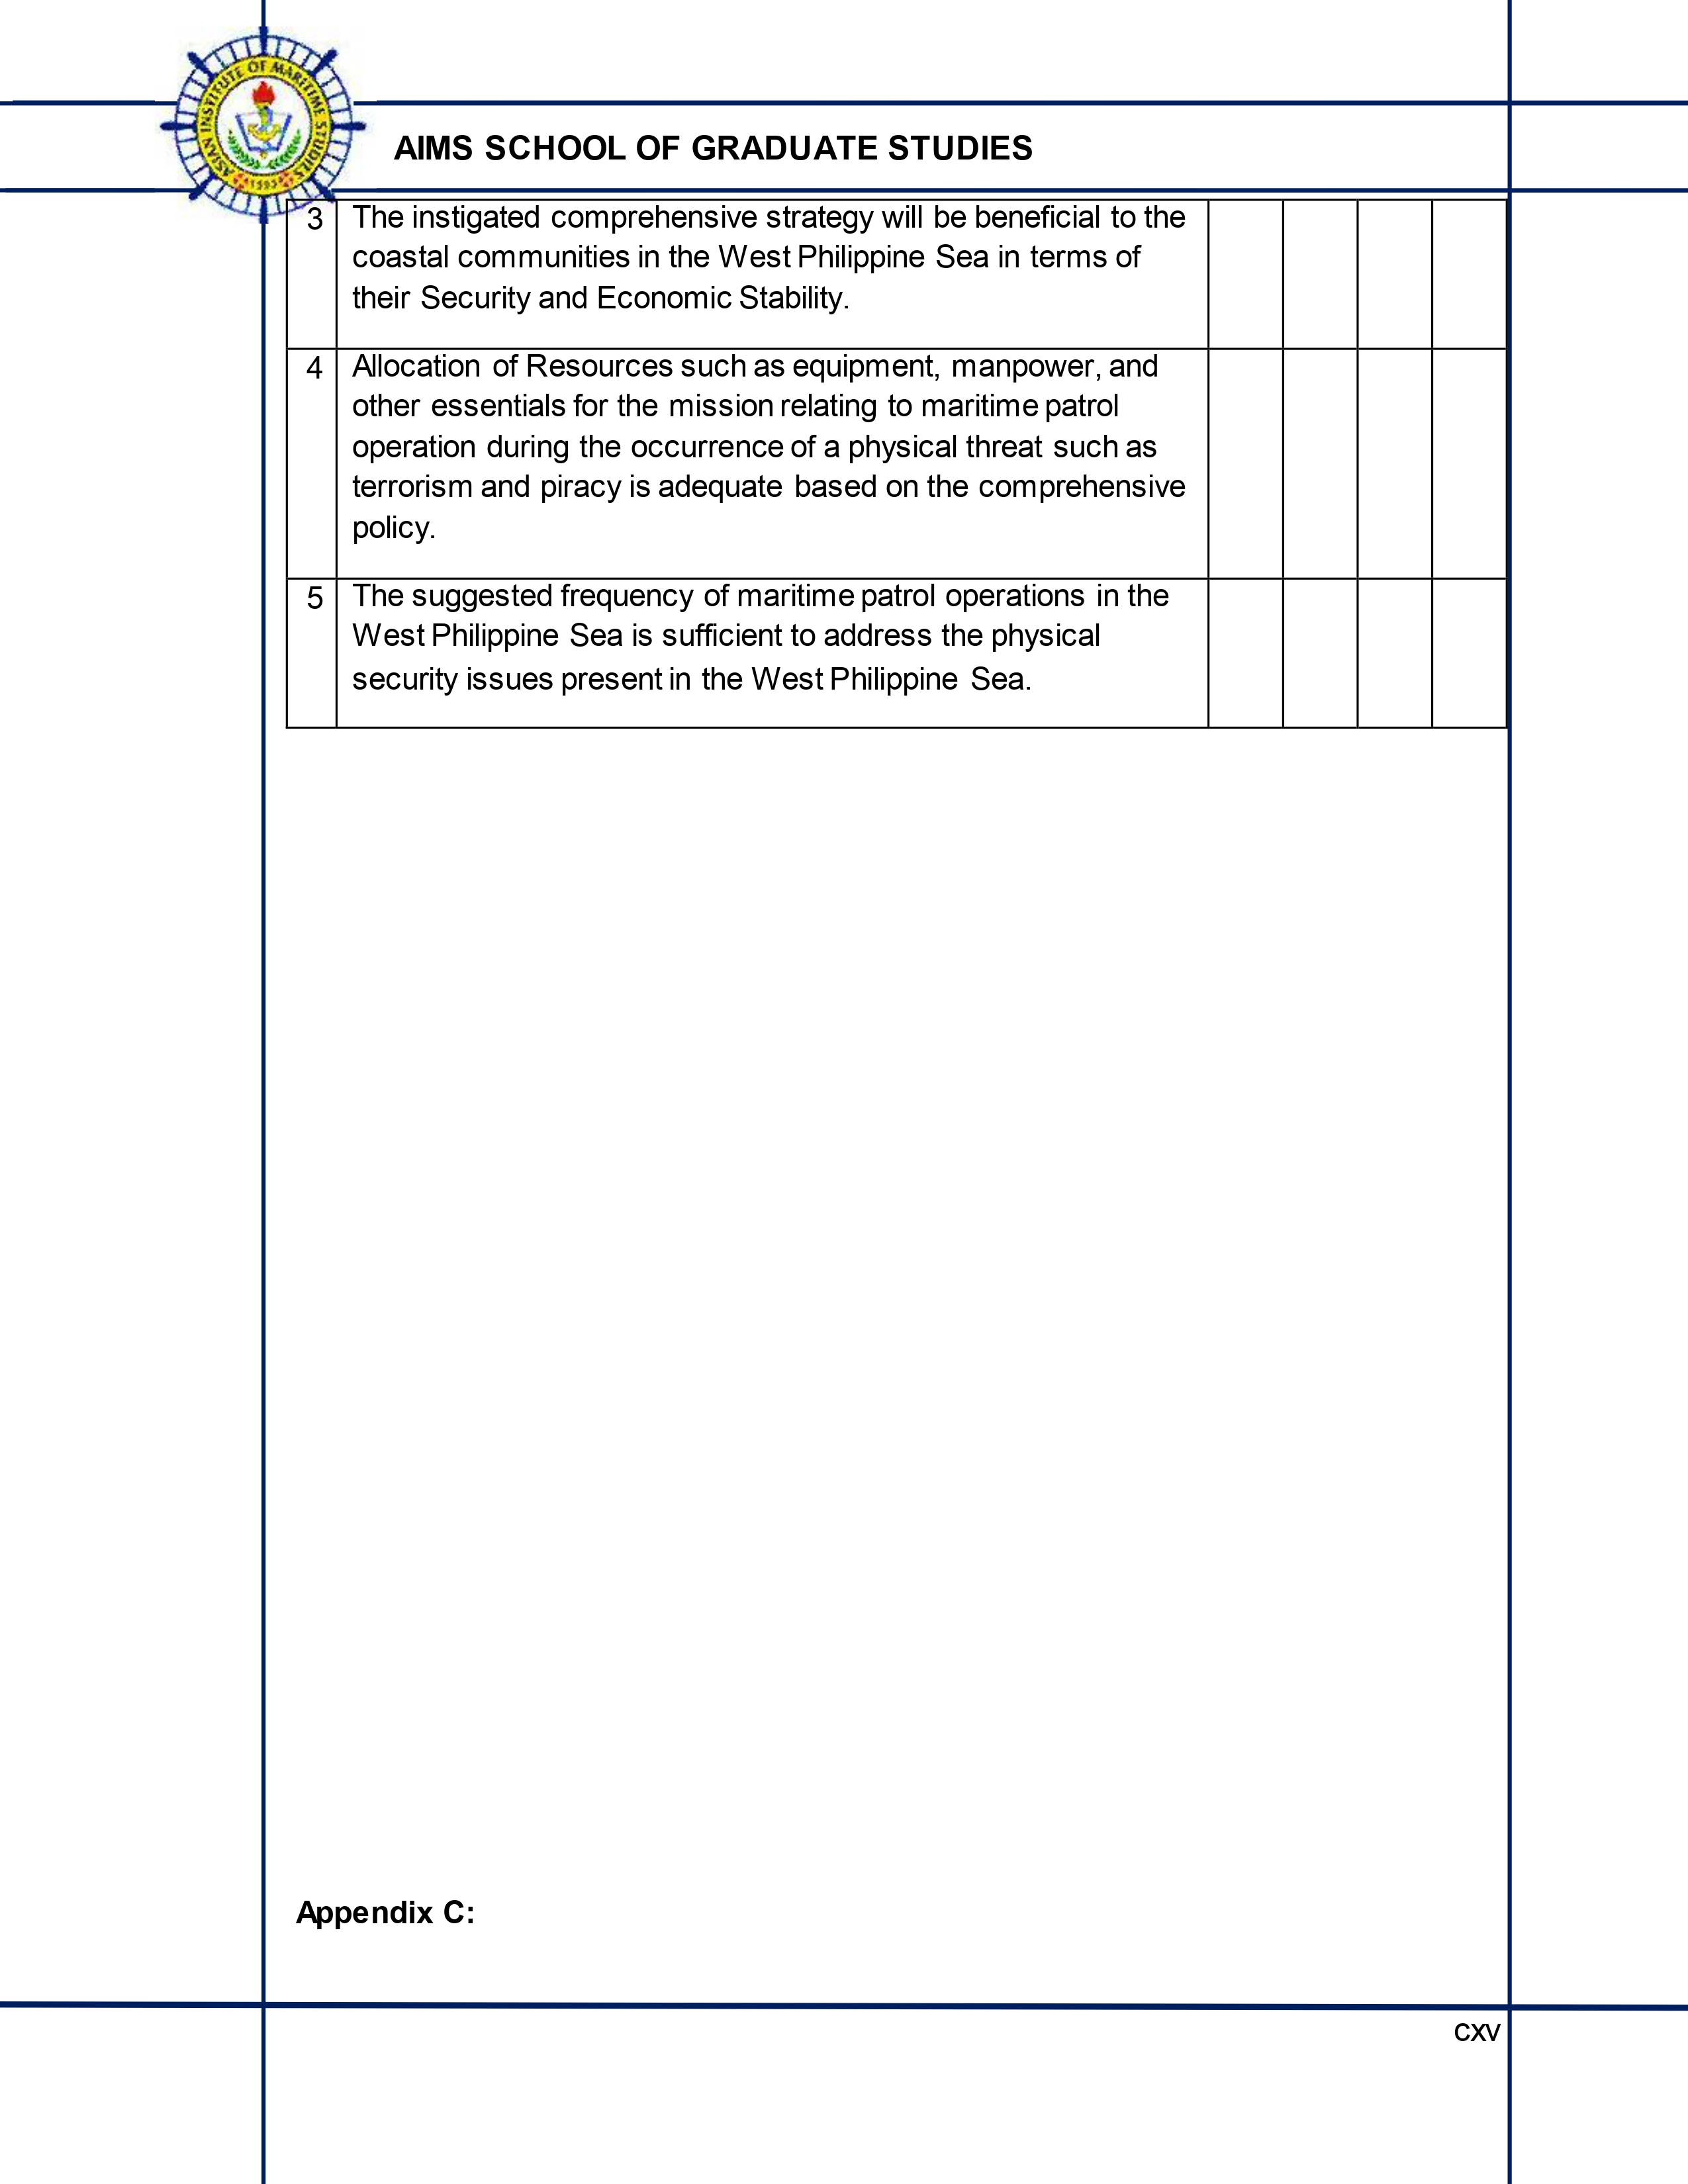 ASIAN INSTITUTE OF MARITIME STUDIES
1993
AIMS SCHOOL OF GRADUATE STUDIES
3 The instigated comprehensive strategy will be beneficial to the
coastal communities in the West Philippine Sea in terms of
their Security and Economic Stability.
4 Allocation of Resources such as equipment, manpower, and
other essentials for the mission relating to maritime patrol
operation during the occurrence of a physical threat such as
terrorism and piracy is adequate based on the comprehensive
policy.
5 The suggested frequency of maritime patrol operations in the
West Philippine Sea is sufficient to address the physical
security issues present in the West Philippine Sea.
Appendix C:
cxv